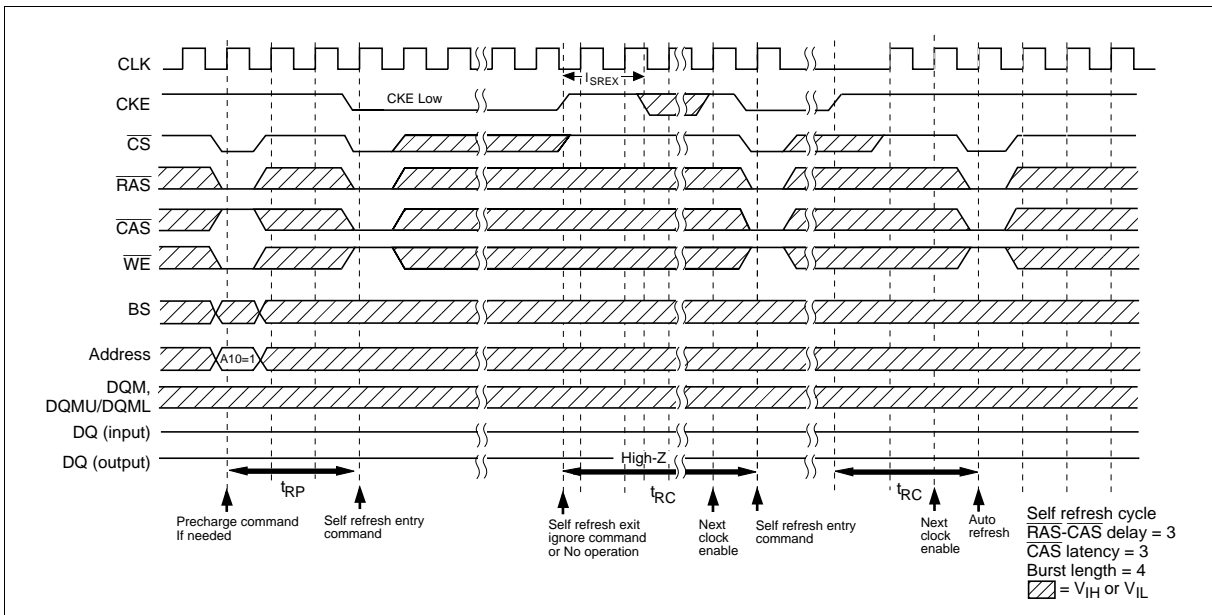 CLK
l SREX
CKE
CKE Low
CS
RAS
CAS
WE
BS
Address
A10=1
DQM,
DQMU/DQML
DQ (input)
DQ (output)
High-Z
tRP
tRC
tRC
Precharge command
If needed
Self refresh entry
command
Self refresh exit
ignore command
or No operation
Next
clock
enable
Self refresh entry
command
Next
clock
enable
Auto
refresh
Self refresh cycle
RAS-CAS delay = 3
CAS latency = 3
Burst length = 4
= VIH or VIL